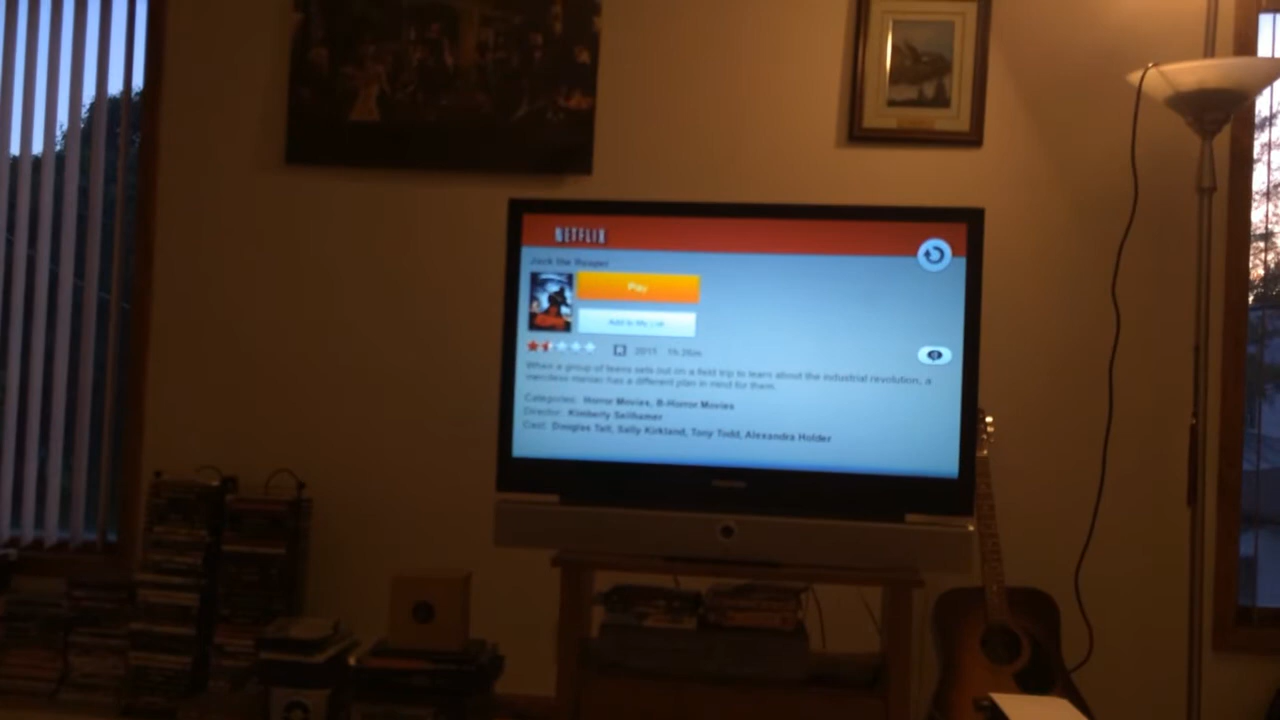 NETFLIX
Jack the Reaper
Play
Add to My List
2011 1h 26m
When a group of teens sets out on a field trip to learn about the industrial revolution, a
merciless maniac has a different plan in mind for them.
Categories: Horror Movies, B-Horror Movies
Director: Kimberly Seilhamer
Cast: Douglas Tait, Sally Kirkland, Tony Todd, Alexandra Holder